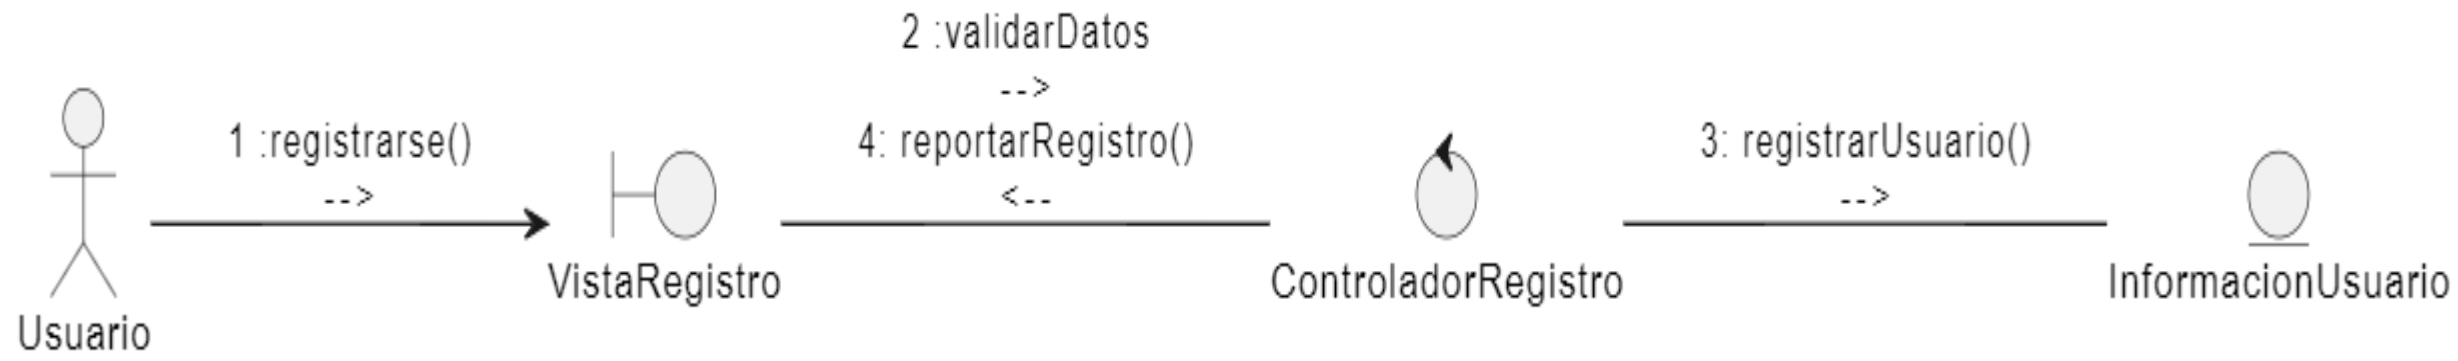 2 :validarDatos
-->
1 :registrarse()
-->
4: reportarRegistro()
<--
3: registrarUsuario()
-->
VistaRegistro
ControladorRegistro
InformacionUsuario
Usuario